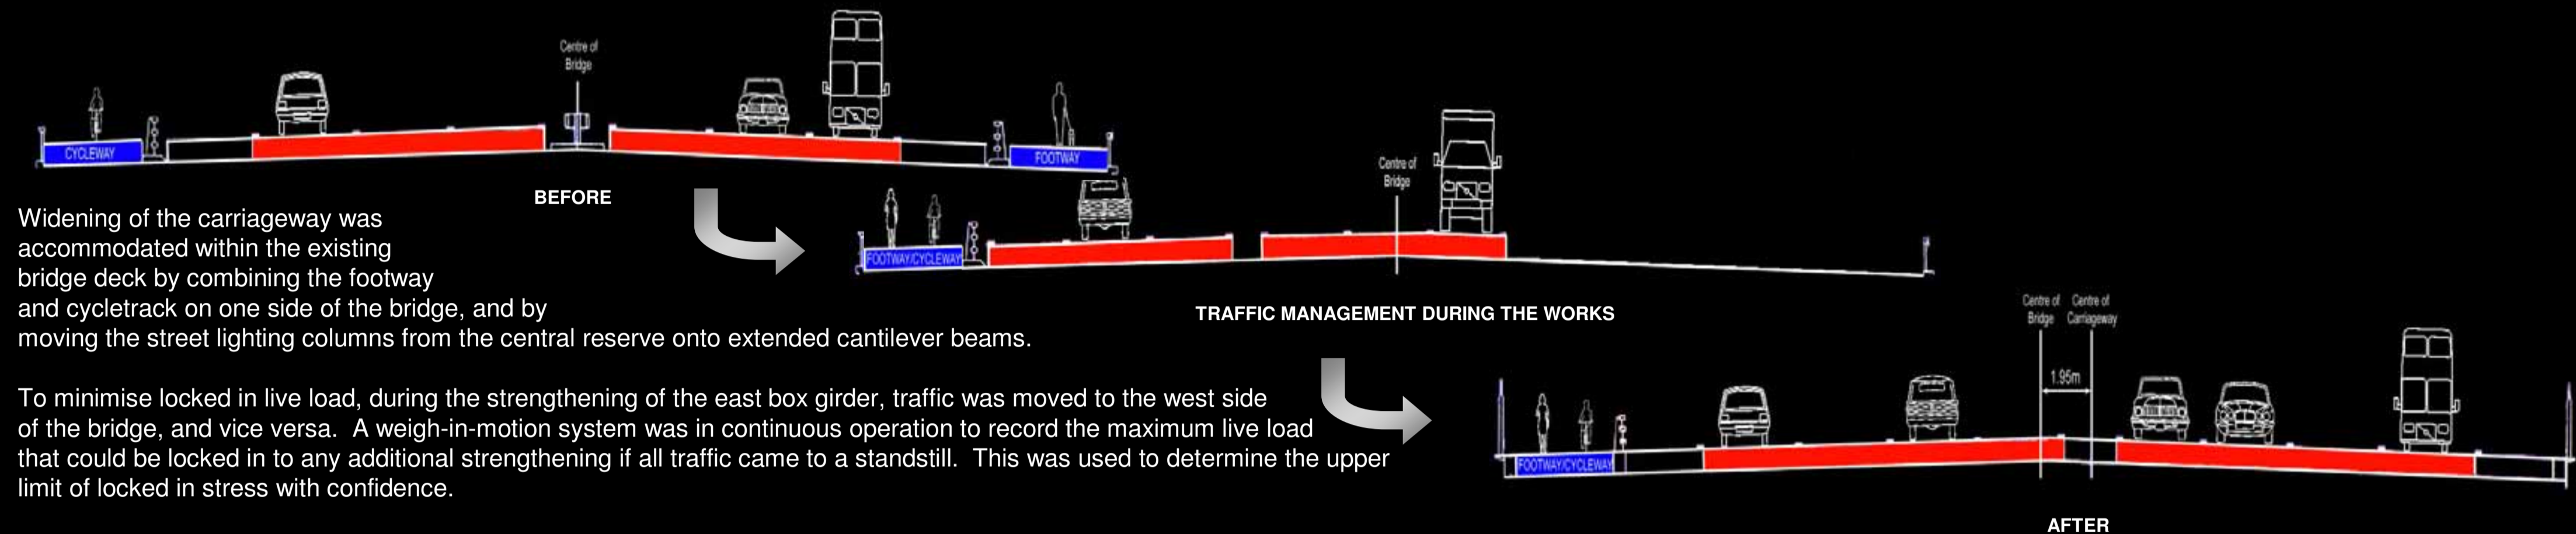 Centre of
Bridge
CYCLEWAY
FOOTWAY
BEFORE
Centre of
Bridge
FOOTWAY/CYCLEWAY
TRAFFIC MANAGEMENT DURING THE WORKS
Widening of the carriageway was
accommodated within the existing
bridge deck by combining the footway
and cycletrack on one side of the bridge, and by
moving the street lighting columns from the central reserve onto extended cantilever beams.
To minimise locked in live load, during the strengthening of the east box girder, traffic was moved to the west side
of the bridge, and vice versa. A weigh-in-motion system was in continuous operation to record the maximum live load
that could be locked in to any additional strengthening if all traffic came to a standstill. This was used to determine the upper
limit of locked in stress with confidence.
Centre of
Bridge
Centre of
Carriageway
1.95m
FOOTWAY/CYCLEWAY
AFTER